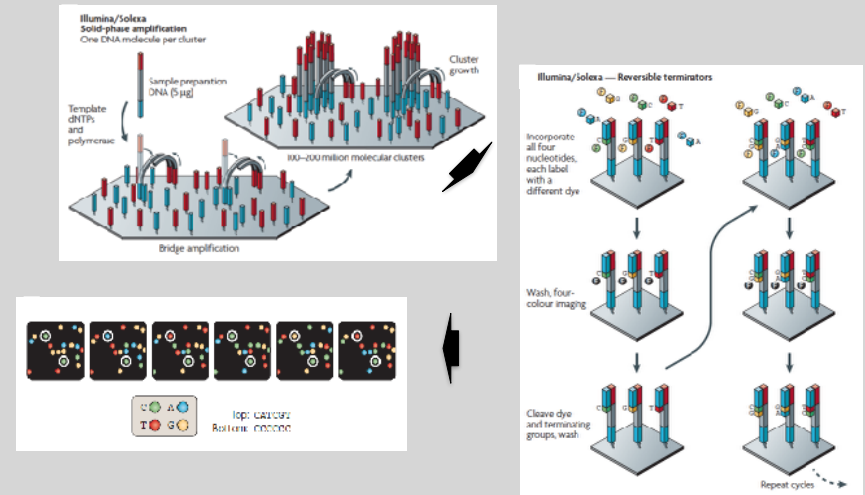 Illumina/Solexa
Solid-phase amplification
One DNA molecule per cluster
Sample preparation
DNA (5 µg)
Template
dNTPs
and
polymerase
Bridge amplification
Cluster
growth
100–200 million molecular clusters
Illumina/Solexa — Reversible terminators
F G
F C
F A
F T
F A
F A
F G
F C
F A
F T
Incorporate
all four
nucleotides,
each label
with a
different dye
C G T
F F F
Wash, four-
colour imaging
C G T
F F F
Cleave dye
and terminating
groups, wash
C G T
Repeat cycles
C A
T G
Top: CATCGT
Bottom: CCCCCC